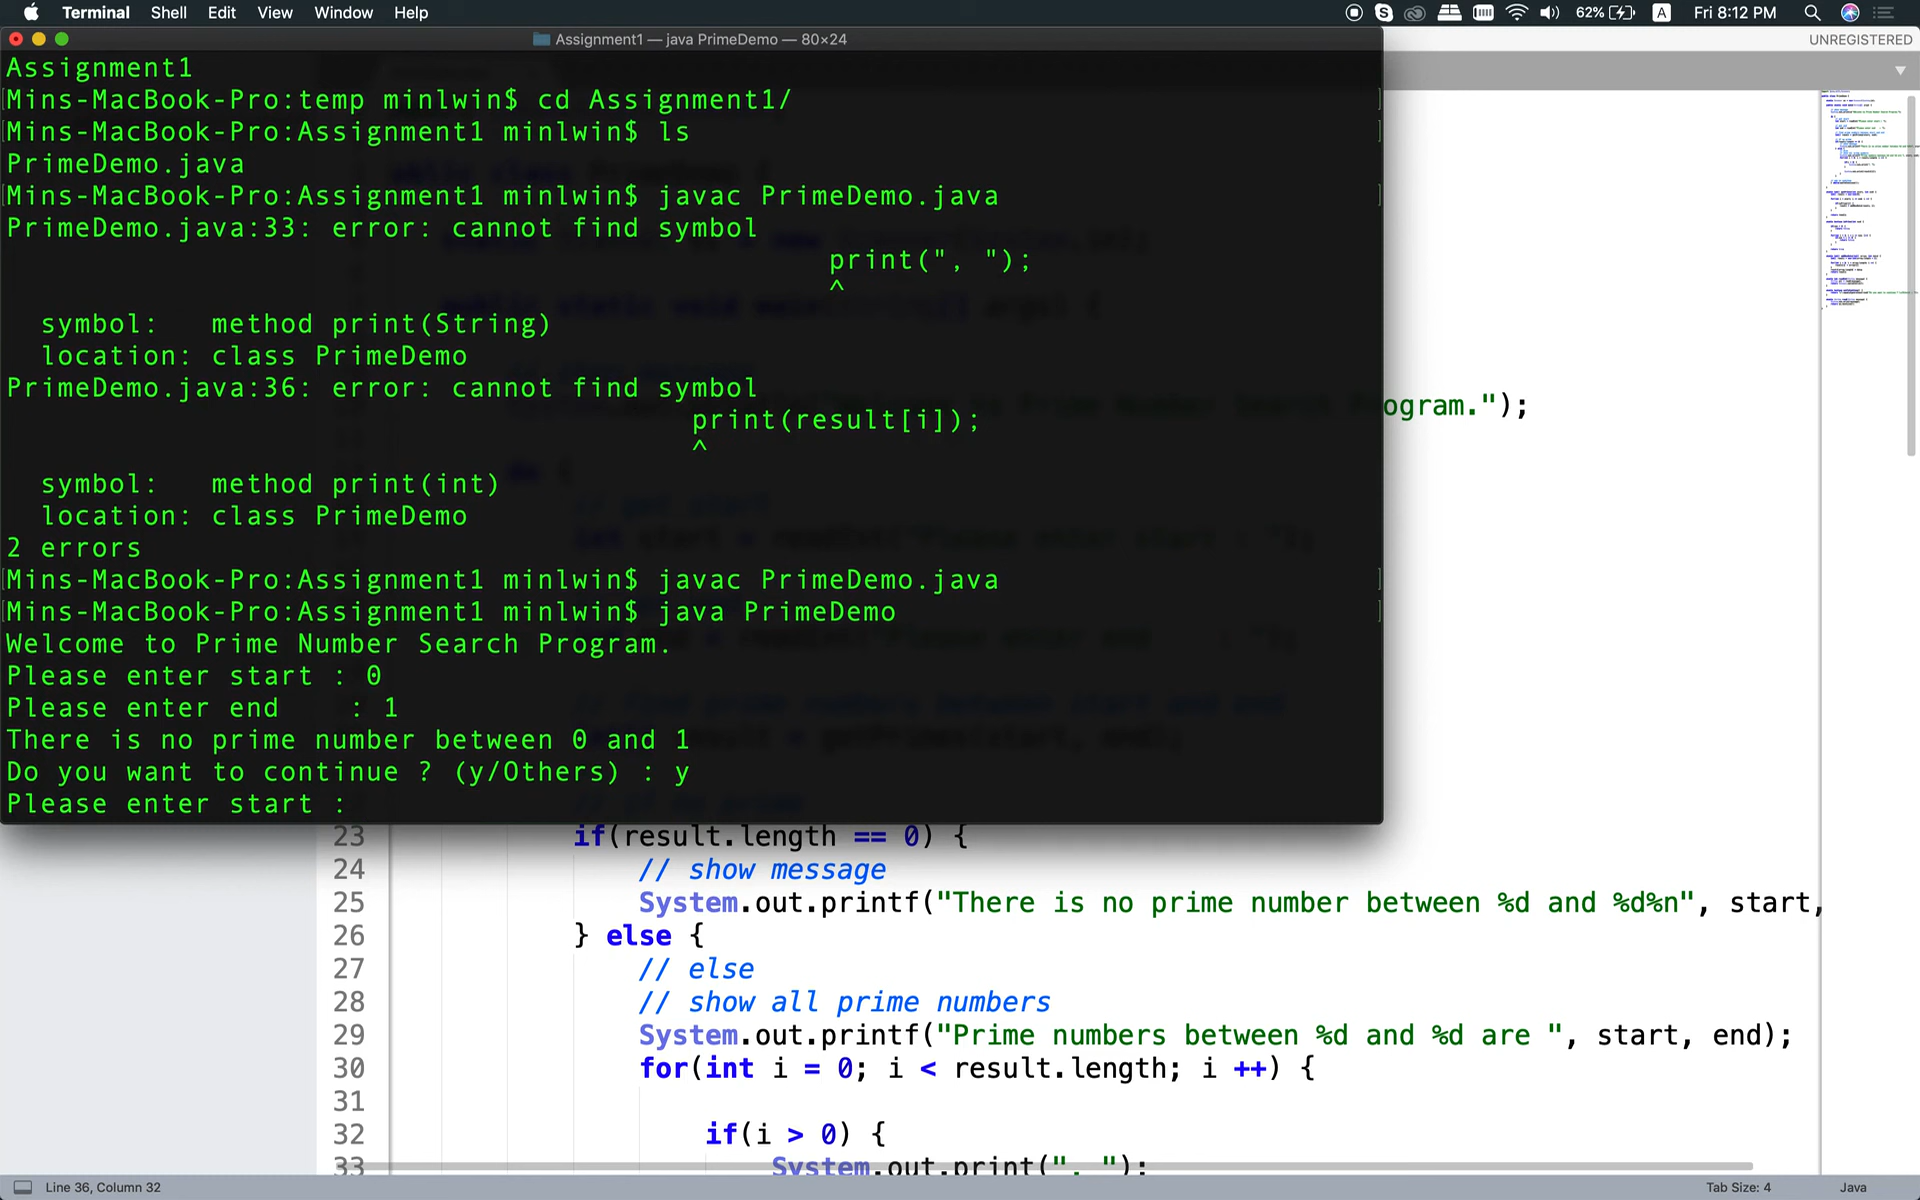 Terminal Shell Edit View Window Help 62% A Fri 8:12 PM
Assignment1 — java PrimeDemo — 80×24
UNREGISTERED
Assignment1
Mins-MacBook-Pro:temp minlwin$ cd Assignment1/
Mins-MacBook-Pro:Assignment1 minlwin$ ls
PrimeDemo.java
Mins-MacBook-Pro:Assignment1 minlwin$ javac PrimeDemo.java
PrimeDemo.java:33: error: cannot find symbol
print(", ");
^
symbol:   method print(String)
location: class PrimeDemo
PrimeDemo.java:36: error: cannot find symbol
print(result[i]);
^
symbol:   method print(int)
location: class PrimeDemo
2 errors
Mins-MacBook-Pro:Assignment1 minlwin$ javac PrimeDemo.java
Mins-MacBook-Pro:Assignment1 minlwin$ java PrimeDemo
Welcome to Prime Number Search Program.
Please enter start : 0
Please enter end    : 1
There is no prime number between 0 and 1
Do you want to continue ? (y/Others) : y
Please enter start :
ogram.");
23 if(result.length == 0) {
24 // show message
25 System.out.printf("There is no prime number between %d and %d%n", start,
26 } else {
27 // else
28 // show all prime numbers
29 System.out.printf("Prime numbers between %d and %d are ", start, end);
30 for(int i = 0; i < result.length; i ++) {
31
32 if(i > 0) {
33 System.out.print(", ");
Line 36, Column 32
Tab Size: 4
Java